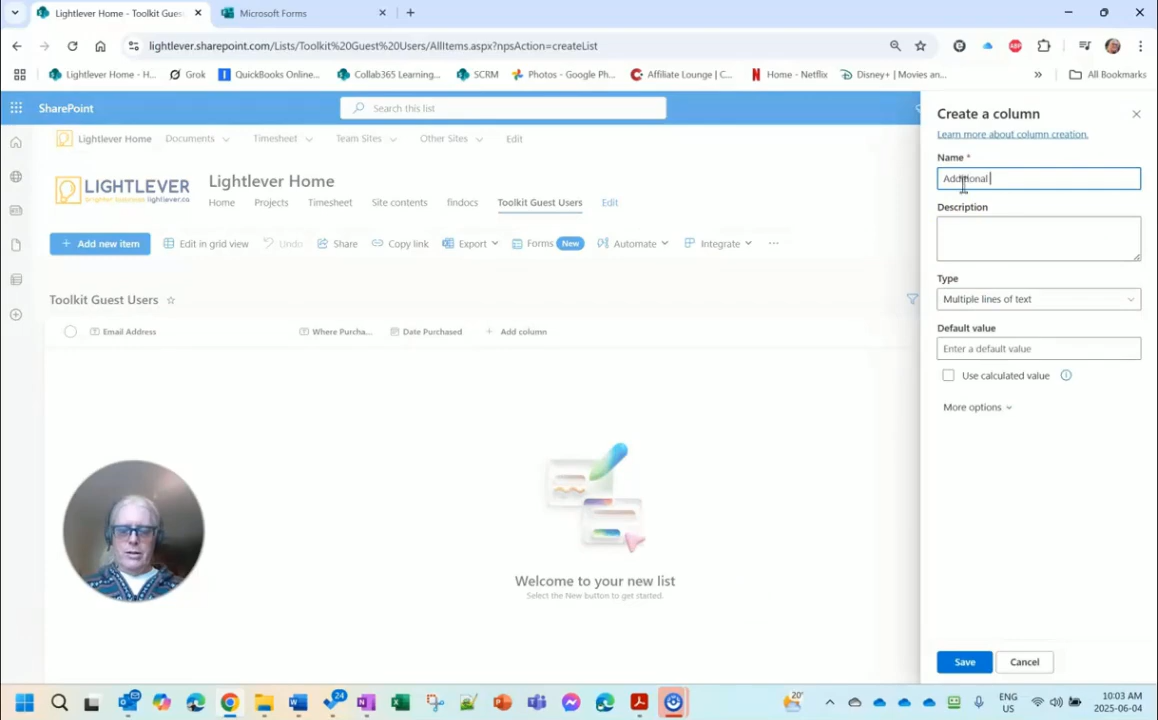 Lightlever Home - Toolkit Gues
Microsoft Forms
lightlever.sharepoint.com/Lists/Toolkit%20Guest%20Users/AllItems.aspx?npsAction=createList
Lightlever Home - H...
Grok
QuickBooks Online...
Collab365 Learning...
SCRM
Photos - Google Ph...
Affiliate Lounge | C...
Home - Netflix
Disney+ | Movies an...
»
All Bookmarks
SharePoint
Search this list
Lightlever Home
Documents
Timesheet
Team Sites
Other Sites
Edit
LIGHTLEVER
brighter business lightlever.co
Lightlever Home
Home
Projects
Timesheet
Site contents
findocs
Toolkit Guest Users
Edit
+ Add new item
Edit in grid view
Undo
Share
Copy link
Export
Forms
New
Automate
Integrate
...
Toolkit Guest Users
Email Address
Where Purcha...
Date Purchased
+ Add column
Welcome to your new list
Select the New button to get started.
Create a column
Learn more about column creation.
Name *
Additional
Description
Type
Multiple lines of text
Default value
Enter a default value
Use calculated value
More options
Save
Cancel
24
20°
ENG
US
10:03 AM
2025-06-04